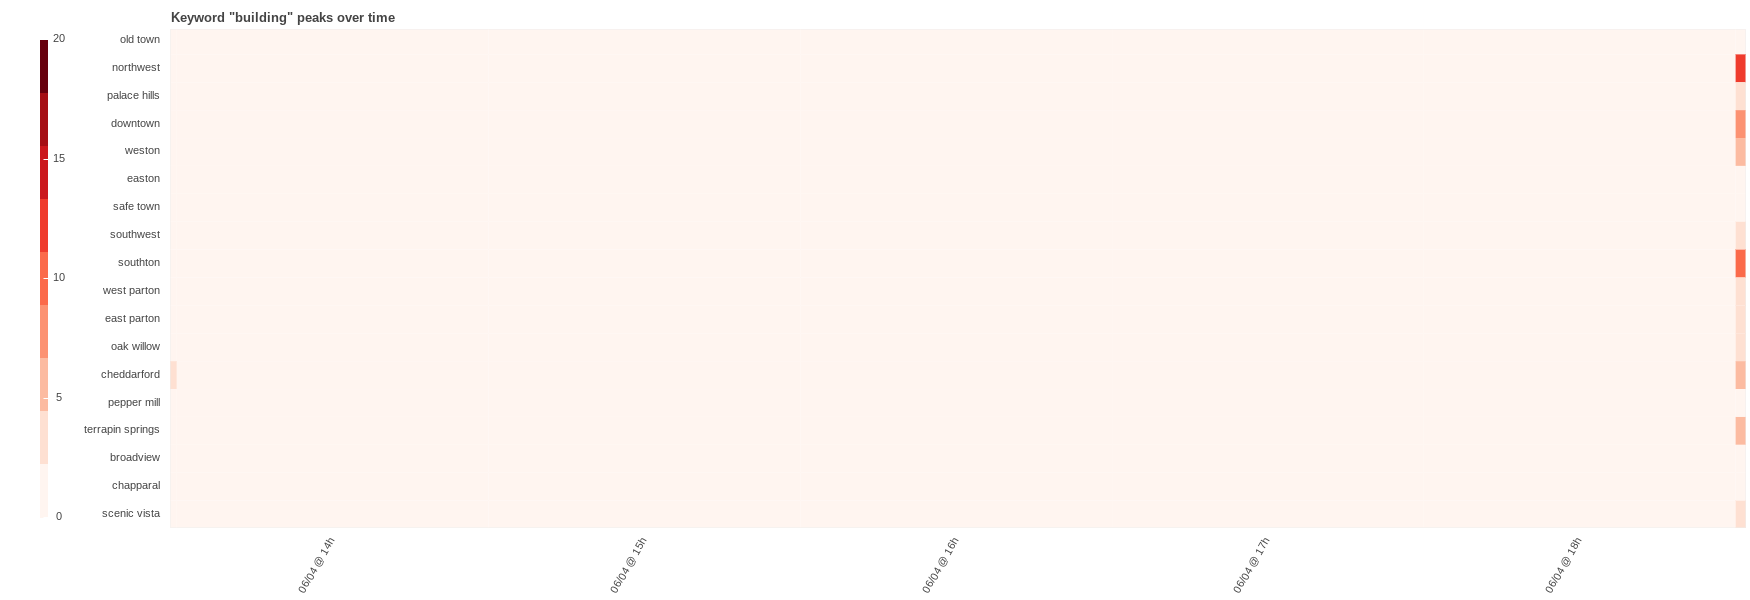 Keyword "building" peaks over time
20
15
10
5
0
old town
northwest
palace hills
downtown
weston
easton
safe town
southwest
southton
west parton
east parton
oak willow
cheddarford
pepper mill
terrapin springs
broadview
chapparal
scenic vista
06/04 @ 14h
06/04 @ 15h
06/04 @ 16h
06/04 @ 17h
06/04 @ 18h